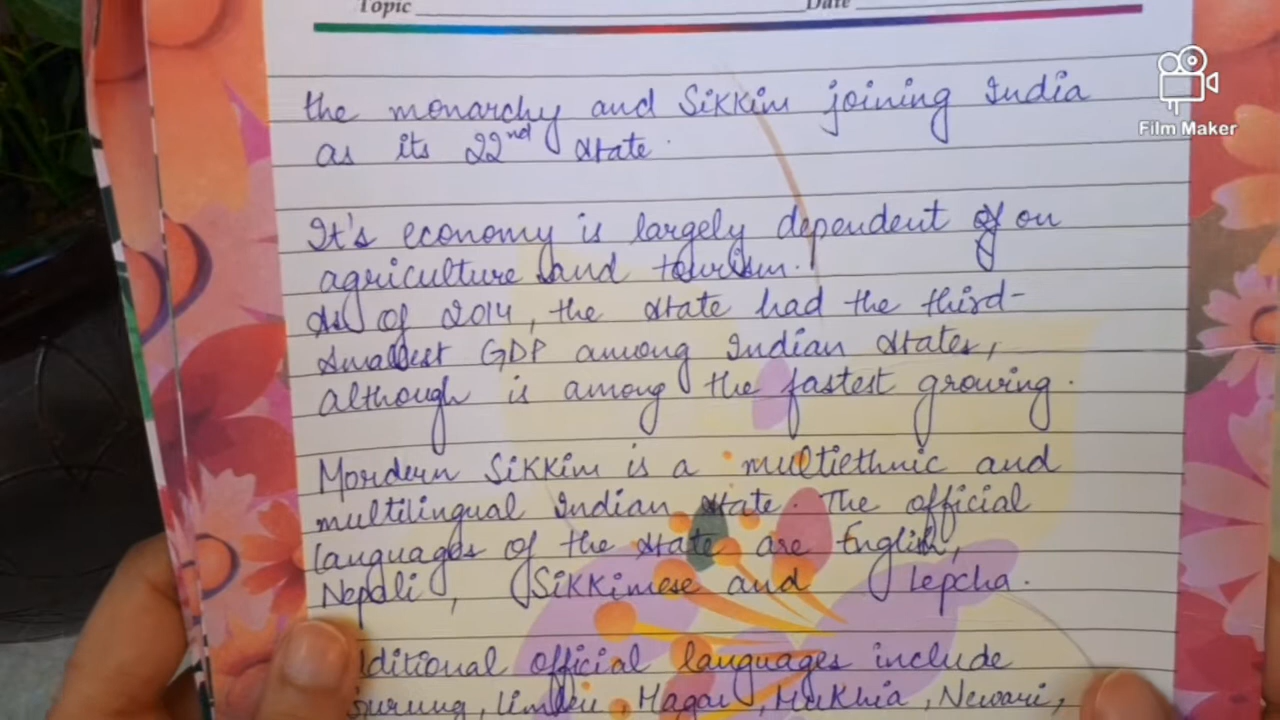 Topic Date
Film Maker
the monarchy and Sikkim joining India
as its 22nd state.
It's economy is largely dependent on
agriculture and tourism.
As of 2014, the state had the third-
smallest GDP among Indian states,
although is among the fastest growing.
Mordern Sikkim is a multiethnic and
multilingual Indian state. The official
languages of the state are English,
Nepali, Sikkimese and Lepcha.
official languages include
Limbu, Magar, Mukhia, Newari,